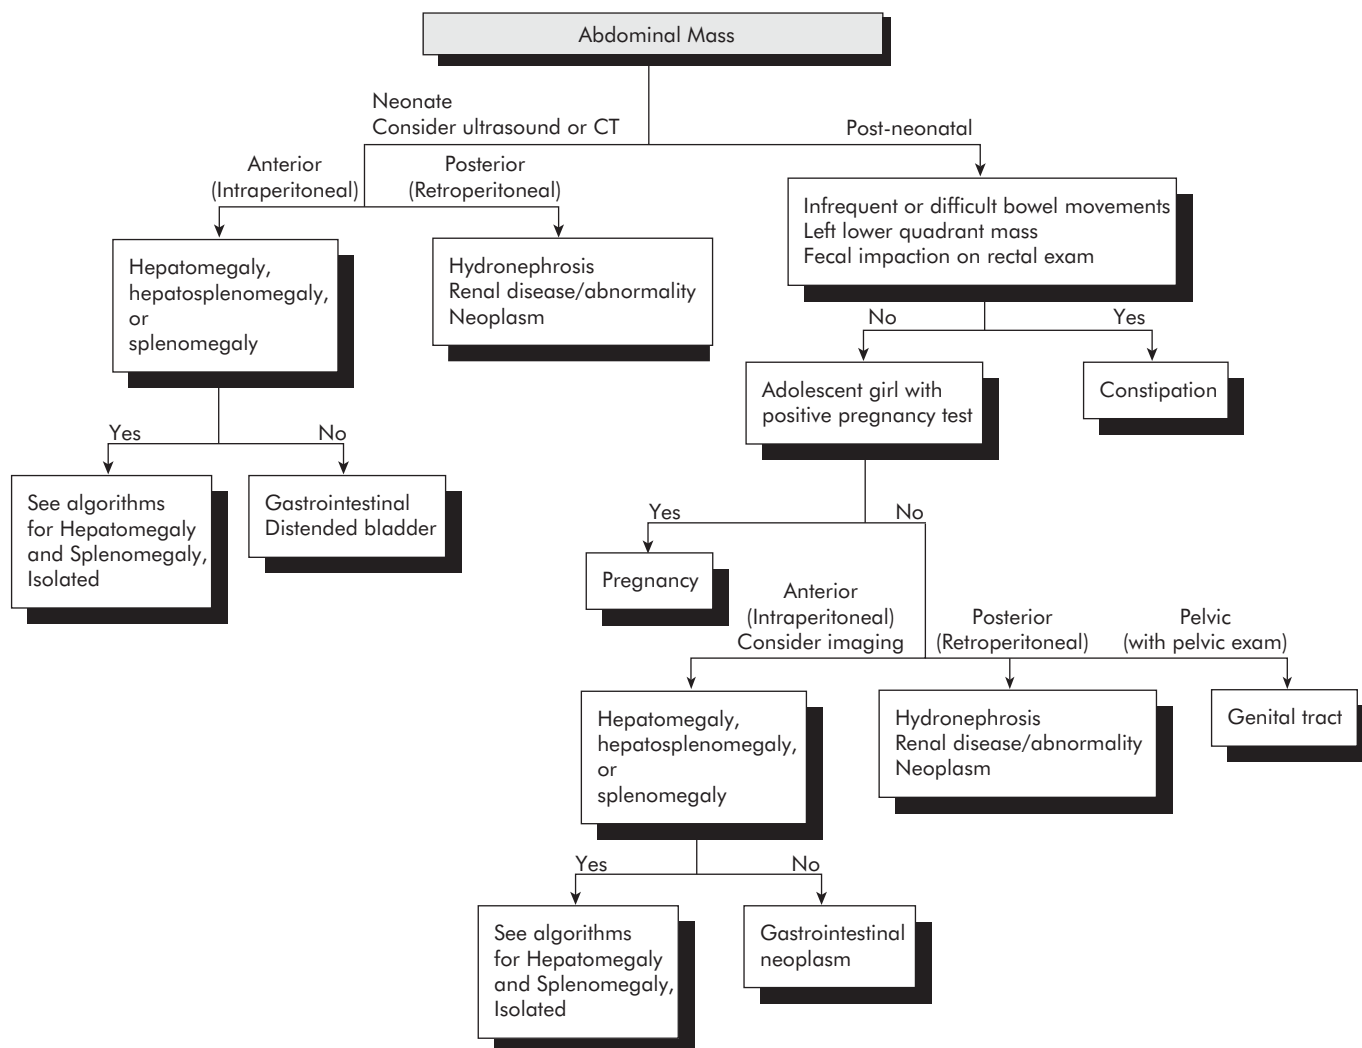 Abdominal Mass
Neonate
Consider ultrasound or CT
Post-neonatal
Anterior
(Intraperitoneal)
Posterior
(Retroperitoneal)
Hepatomegaly,
hepatosplenomegaly,
or
splenomegaly
Hydronephrosis
Renal disease/abnormality
Neoplasm
Infrequent or difficult bowel movements
Left lower quadrant mass
Fecal impaction on rectal exam
Yes
No
See algorithms
for Hepatomegaly
and Splenomegaly,
Isolated
Gastrointestinal
Distended bladder
No
Yes
Adolescent girl with
positive pregnancy test
Constipation
Yes
No
Pregnancy
Anterior
(Intraperitoneal)
Consider imaging
Posterior
(Retroperitoneal)
Pelvic
(with pelvic exam)
Hepatomegaly,
hepatosplenomegaly,
or
splenomegaly
Hydronephrosis
Renal disease/abnormality
Neoplasm
Genital tract
Yes
No
See algorithms
for Hepatomegaly
and Splenomegaly,
Isolated
Gastrointestinal
neoplasm